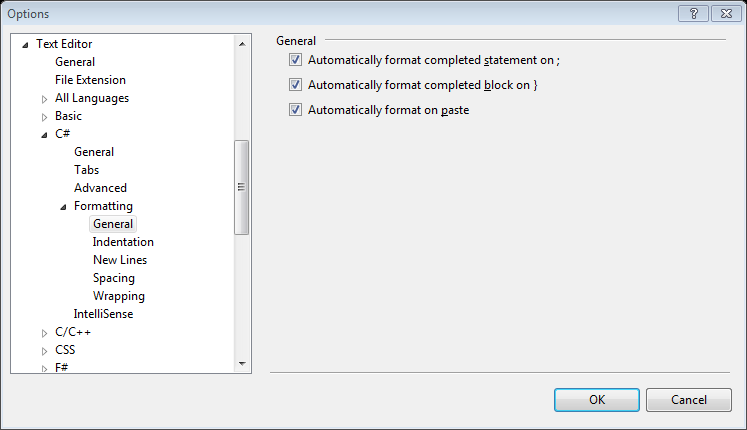 Options
Text Editor
General
File Extension
All Languages
Basic
C#
General
Tabs
Advanced
Formatting
General
Indentation
New Lines
Spacing
Wrapping
IntelliSense
C/C++
CSS
F#
General
Automatically format completed statement on ;
Automatically format completed block on }
Automatically format on paste
OK
Cancel